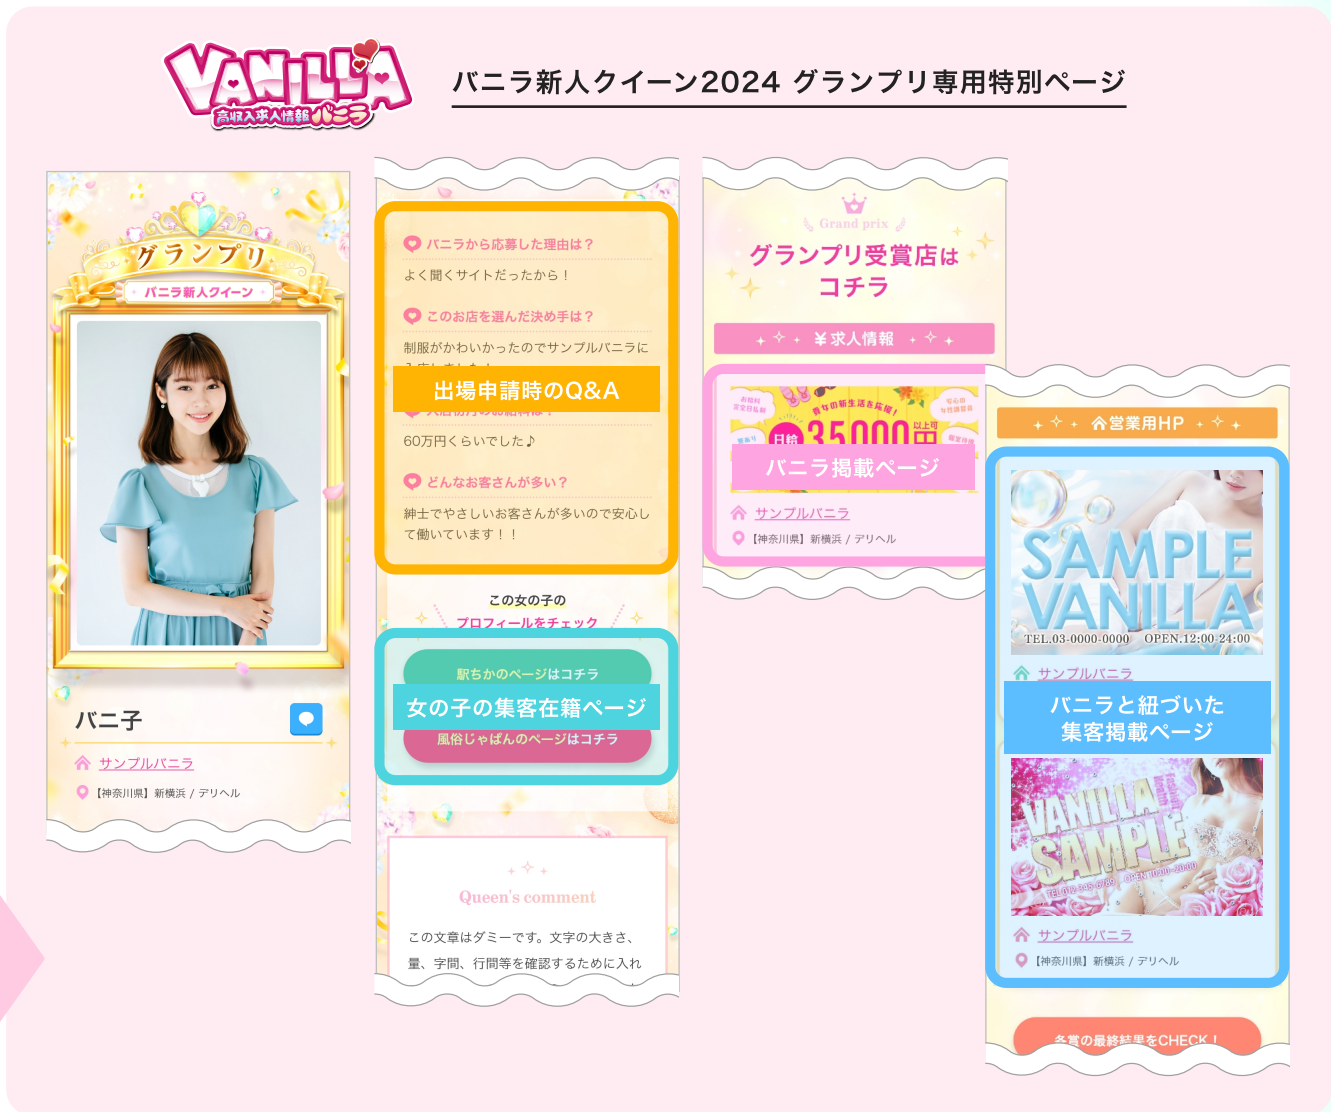 VANILLA
高収入求人情報 バニラ
バニラ新人クイーン2024 グランプリ専用特別ページ
グランプリ
バニラ新人クイーン
バニ子
サンプルバニラ
【神奈川県】新横浜 / デリヘル
バニラから応募した理由は？
よく聞くサイトだったから！
このお店を選んだ決め手は？
制服がかわいかったのでサンプルバニラに
出場申請時のQ&A
60万円くらいでした♪
どんなお客さんが多い？
紳士でやさしいお客さんが多いので安心し
て働いています！！
この女の子の
プロフィールをチェック
駅ちかのページはコチラ
女の子の集客在籍ページ
風俗じゃぱんのページはコチラ
Queen's comment
この文章はダミーです。文字の大きさ、
量、字間、行間等を確認するために入れ
Grand prix
グランプリ受賞店は
コチラ
¥求人情報
貴女の新生活を応援！
日給
35,000円
以上可
バニラ掲載ページ
サンプルバニラ
【神奈川県】新横浜 / デリヘル
営業用HP
SAMPLE
VANILLA
TEL.03-0000-0000 OPEN.12:00-24:00
サンプルバニラ
バニラと紐づいた
集客掲載ページ
VANILLA
SAMPLE
TEL.012-345-6789 OPEN 10:00~20:00
サンプルバニラ
【神奈川県】新横浜 / デリヘル
各賞の最終結果をCHECK！